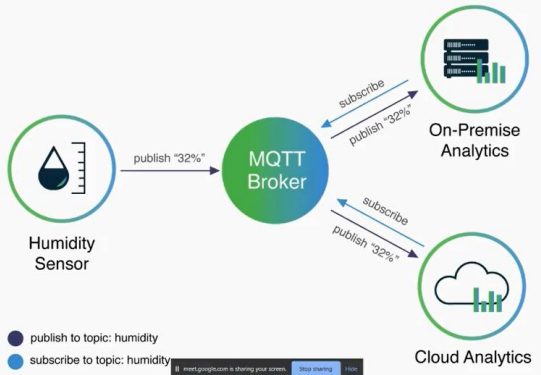 subscribe
publish "32%"
On-Premise
Analytics
publish "32%"
MQTT
Broker
Humidity
Sensor
subscribe
publish "32%"
Cloud Analytics
publish to topic: humidity
subscribe to topic: humidity
meet.google.com is sharing your screen.
Stop sharing
Hide